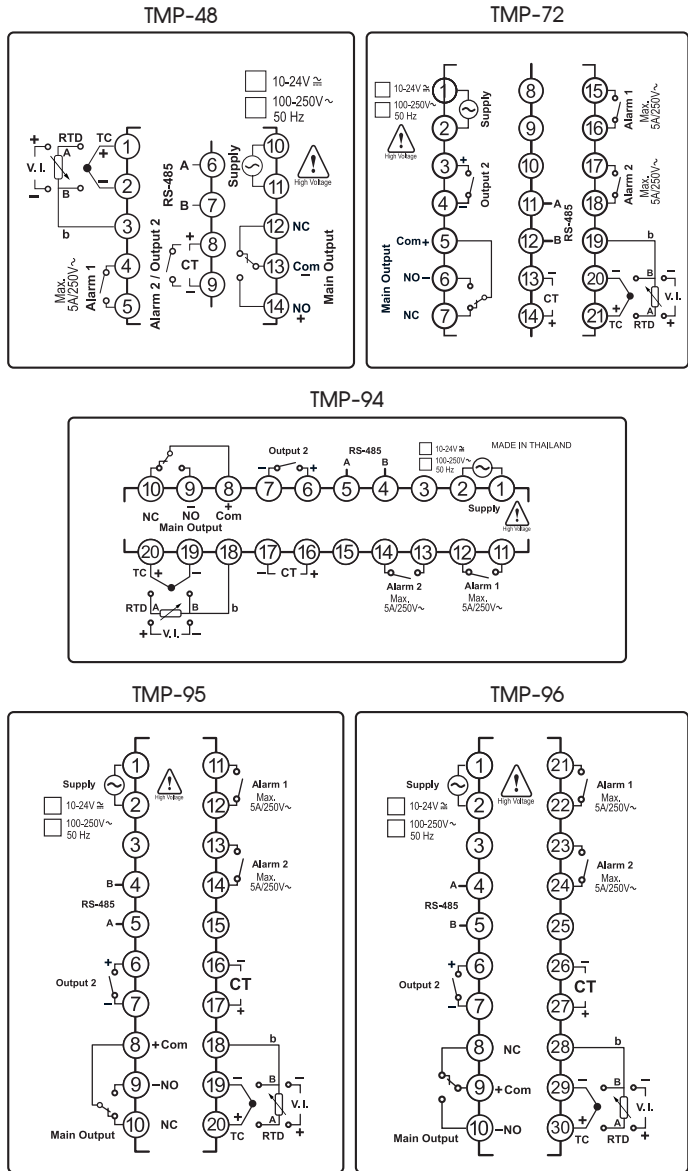 TMP-48
10-24V ≂
100-250V~
50 Hz
+ RTD TC
V. I. A + 1
B − 2
−
b 3
Max.
5A/250V~
Alarm 1
4
5
RS-485
A 6
B 7
Alarm 2 / Output 2
+ 8
CT
− 9
Supply
10
11
High Voltage
12 NC
13 Com
−
14 NO
+
Main Output
TMP-72
10-24V ≂
100-250V~
50 Hz
High Voltage
1
2
Supply
3 +
4 −
Output 2
Main Output
Com+ 5
NO− 6
NC 7
8
9
10
11 A
12 B
RS-485
13 −
CT
14 +
15
16
Alarm 1
Max.
5A/250V~
17
18
Alarm 2
Max.
5A/250V~
19 b
20 − B −
21 + A +
TC RTD V. I.
TMP-94
Output 2
− +
RS-485
A B
10-24V ≂
100-250V~
50 Hz
MADE IN THAILAND
10 9 8 7 6 5 4 3 2 1
− +
NC NO Com
Main Output
Supply
High Voltage
20 19 18 17 16 15 14 13 12 11
TC + − − CT +
Alarm 2
Max.
5A/250V~
Alarm 1
Max.
5A/250V~
RTD A B b
+ V. I. −
TMP-95
Supply
10-24V ≂
100-250V~
50 Hz
High Voltage
1
2
3
B 4
RS-485
A 5
+ 6
Output 2
− 7
8 +Com
9 −NO
10 NC
Main Output
11
12
Alarm 1
Max.
5A/250V~
13
14
Alarm 2
Max.
5A/250V~
15
16 −
CT
17 +
18 b
19 − B −
V. I.
20 + A +
TC RTD
TMP-96
Supply
10-24V ≂
100-250V~
50 Hz
High Voltage
1
2
3
A 4
RS-485
B 5
+ 6
Output 2
− 7
8 NC
9 +Com
10 −NO
Main Output
21
22
Alarm 1
Max.
5A/250V~
23
24
Alarm 2
Max.
5A/250V~
25
26 −
CT
27 +
28 b
29 − B −
V. I.
30 + A +
TC RTD